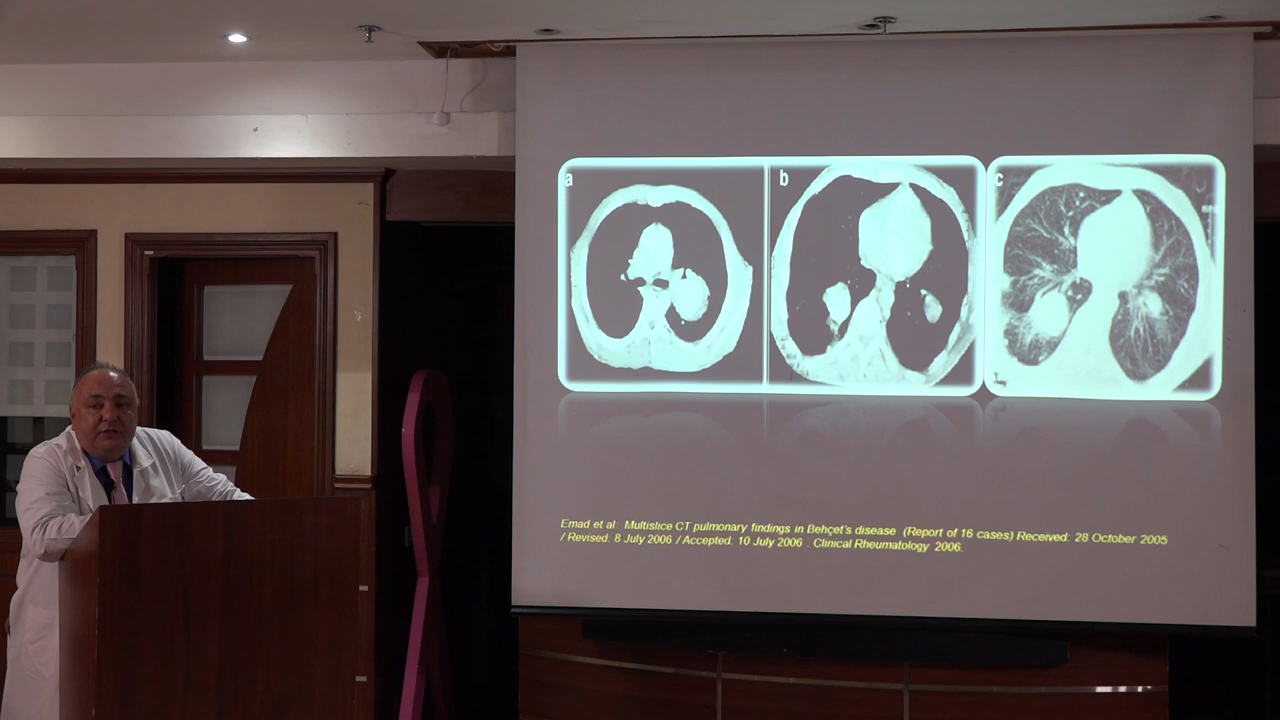 a
b
c
Emad et al: Multislice CT pulmonary findings in Behçet's disease (Report of 16 cases) Received: 28 October 2005
/ Revised: 8 July 2006 / Accepted: 10 July 2006 . Clinical Rheumatology 2006.